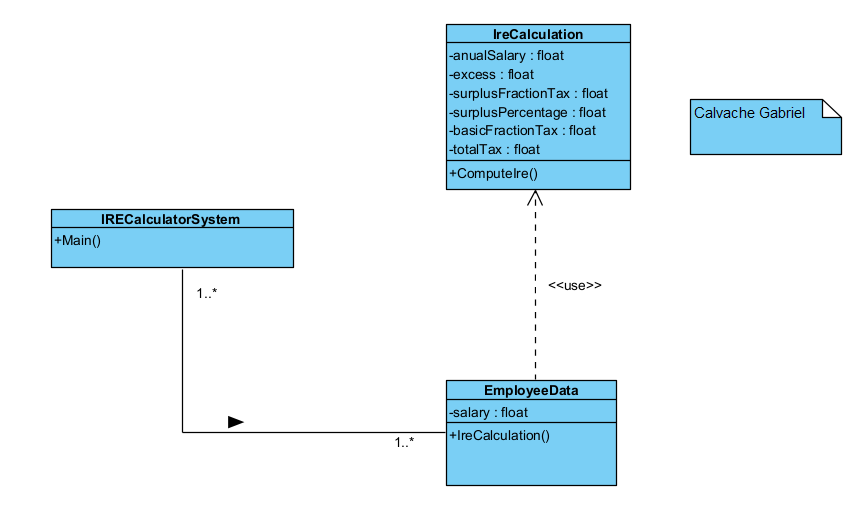 IreCalculation
-anualSalary : float
-excess : float
-surplusFractionTax : float
-surplusPercentage : float
-basicFractionTax : float
-totalTax : float
+ComputeIre()
Calvache Gabriel
IRECalculatorSystem
+Main()
1..*
<<use>>
EmployeeData
-salary : float
+IreCalculation()
1..*